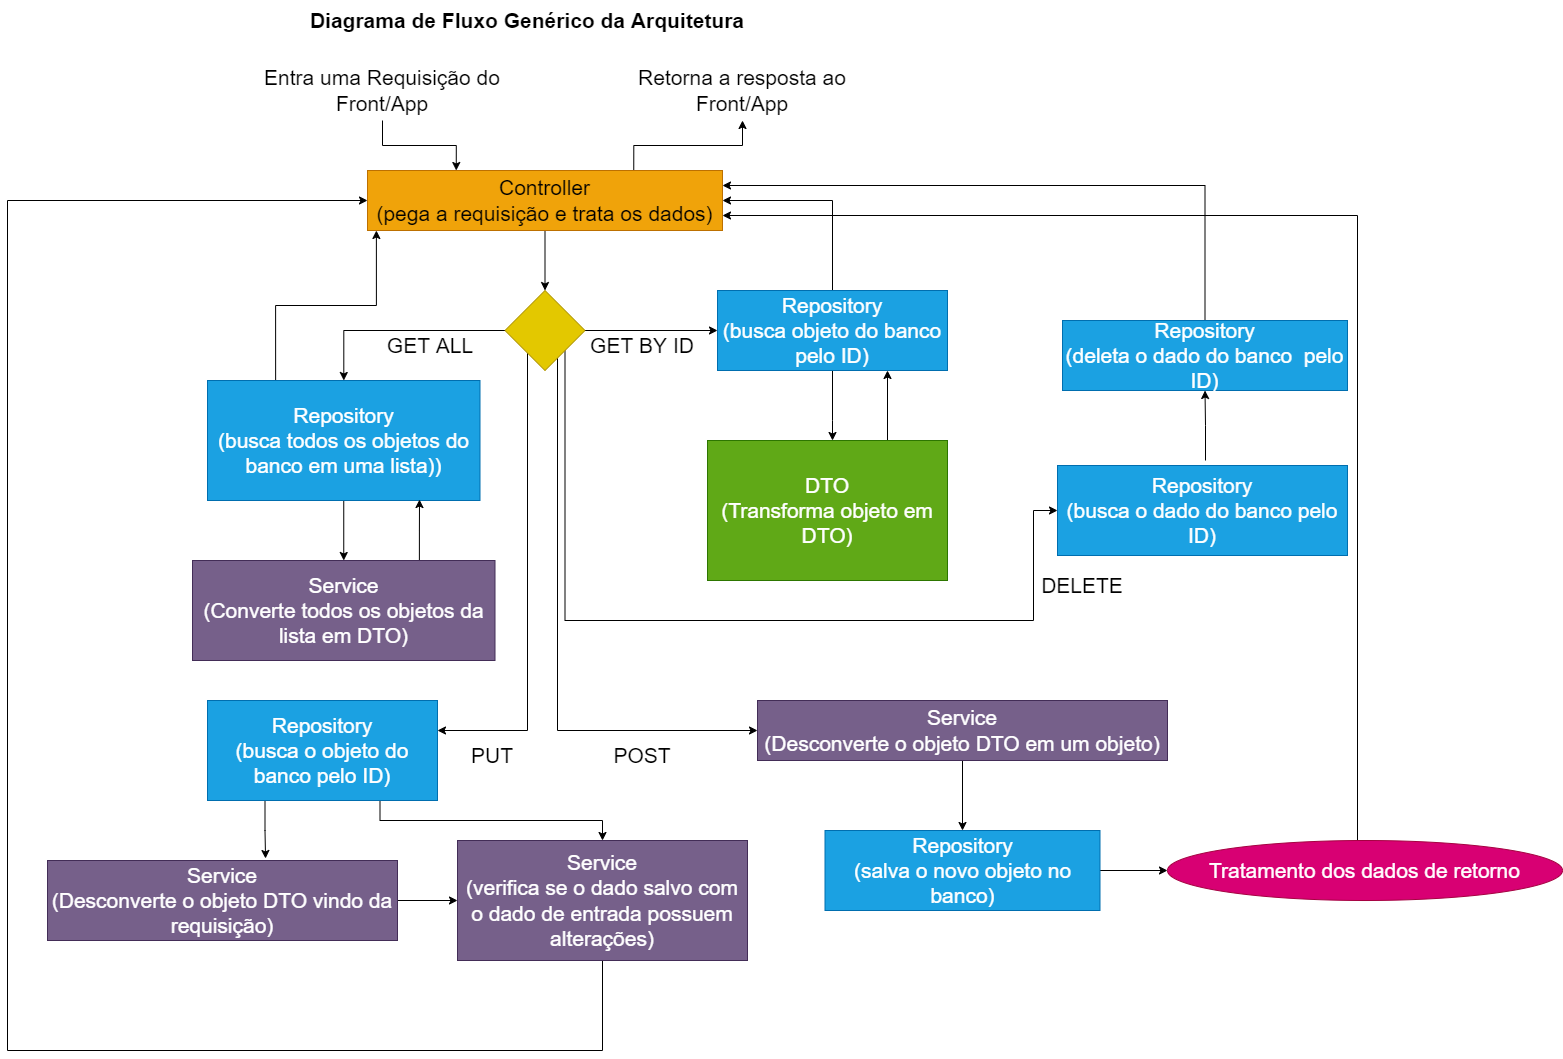 Diagrama de Fluxo Genérico da Arquitetura
Entra uma Requisição do
Front/App
Retorna a resposta ao
Front/App
Controller
(pega a requisição e trata os dados)
GET ALL
GET BY ID
Repository
(busca objeto do banco
pelo ID)
Repository
(deleta o dado do banco  pelo
ID)
Repository
(busca todos os objetos do
banco em uma lista))
DTO
(Transforma objeto em
DTO)
Repository
(busca o dado do banco pelo
ID)
DELETE
Service
(Converte todos os objetos da
lista em DTO)
Repository
(busca o objeto do
banco pelo ID)
PUT
POST
Service
(Desconverte o objeto DTO em um objeto)
Service
(Desconverte o objeto DTO vindo da
requisição)
Service
(verifica se o dado salvo com
o dado de entrada possuem
alterações)
Repository
(salva o novo objeto no
banco)
Tratamento dos dados de retorno